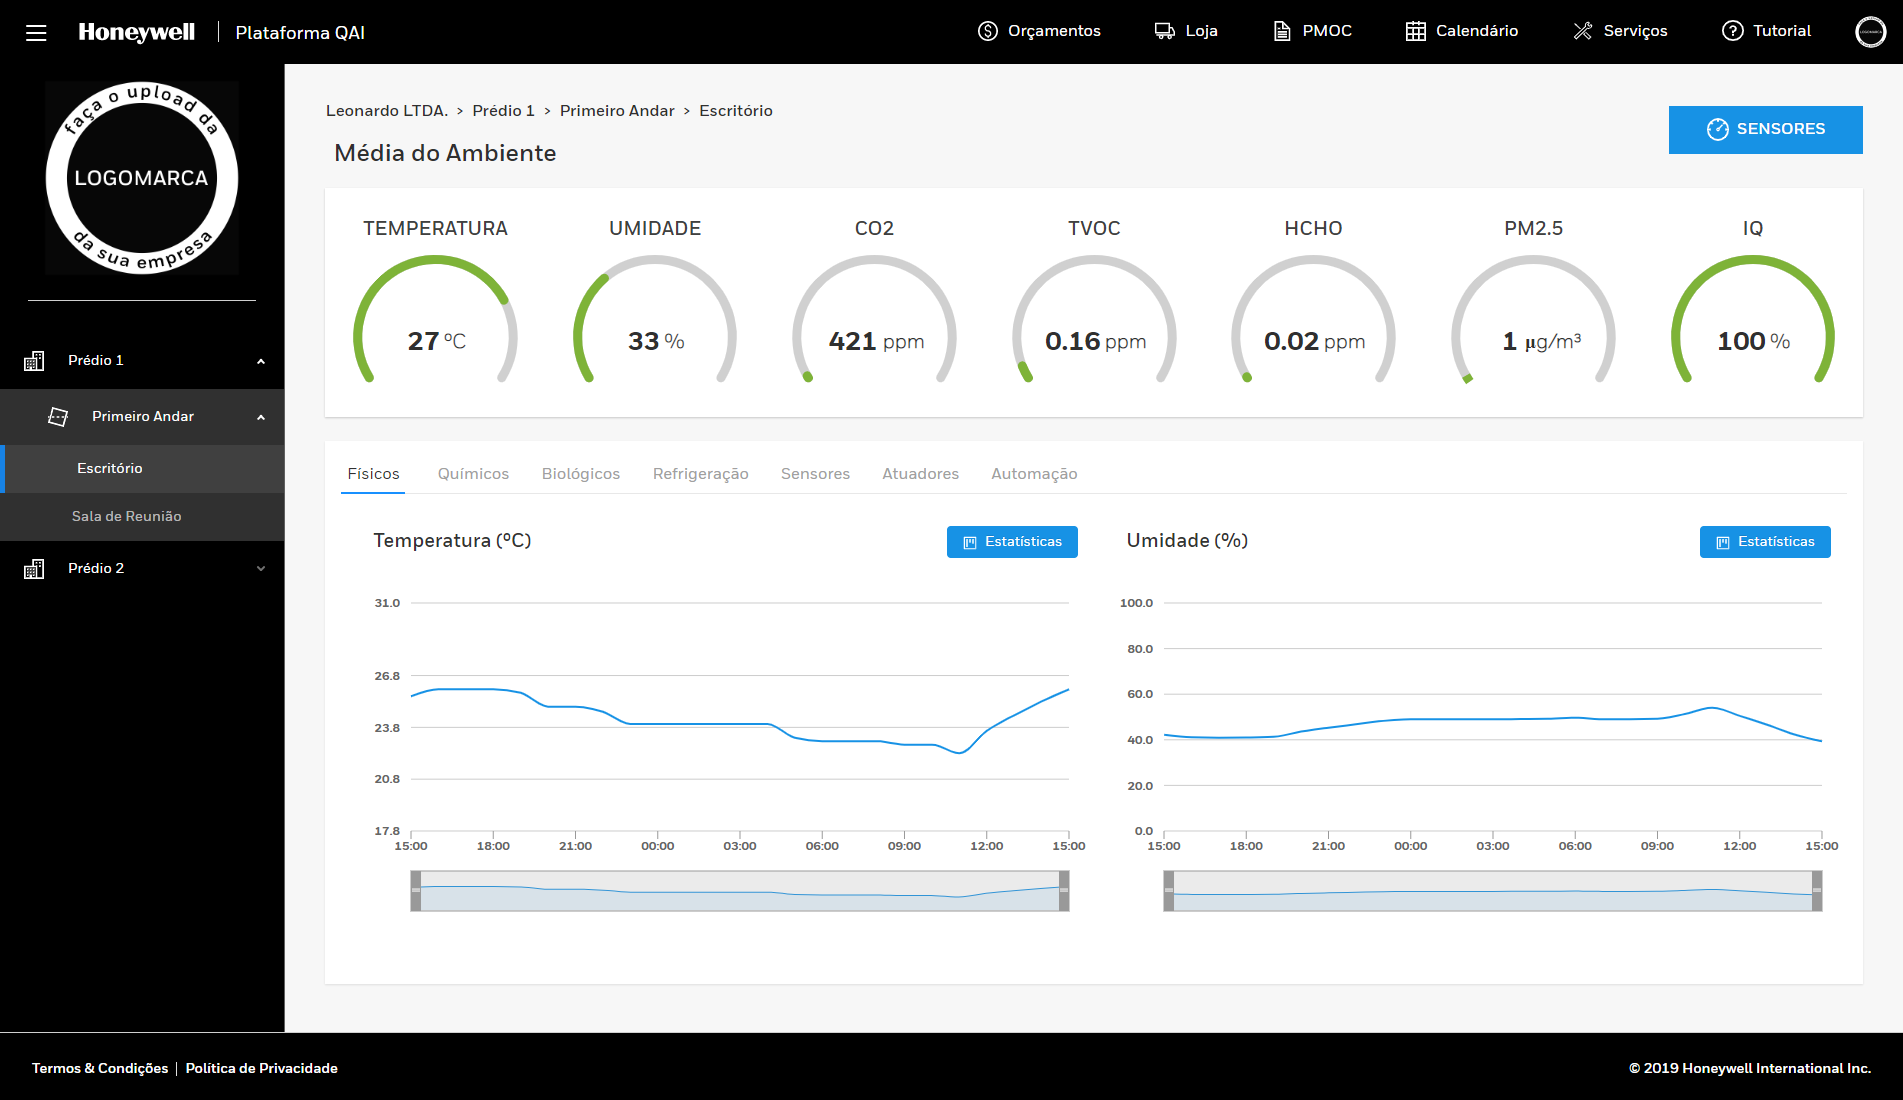 Honeywell | Plataforma QAI
Orçamentos Loja PMOC Calendário Serviços Tutorial
faça o upload da
LOGOMARCA
da sua empresa
Prédio 1
Primeiro Andar
Escritório
Sala de Reunião
Prédio 2
Leonardo LTDA. > Prédio 1 > Primeiro Andar > Escritório
Média do Ambiente
SENSORES
TEMPERATURA UMIDADE CO2 TVOC HCHO PM2.5 IQ
27 ºC 33 % 421 ppm 0.16 ppm 0.02 ppm 1 µg/m³ 100 %
Físicos Químicos Biológicos Refrigeração Sensores Atuadores Automação
Temperatura (ºC)
Estatísticas
31.0
26.8
23.8
20.8
17.8
15:00 18:00 21:00 00:00 03:00 06:00 09:00 12:00 15:00
Umidade (%)
Estatísticas
100.0
80.0
60.0
40.0
20.0
0.0
15:00 18:00 21:00 00:00 03:00 06:00 09:00 12:00 15:00
Termos & Condições | Política de Privacidade
© 2019 Honeywell International Inc.